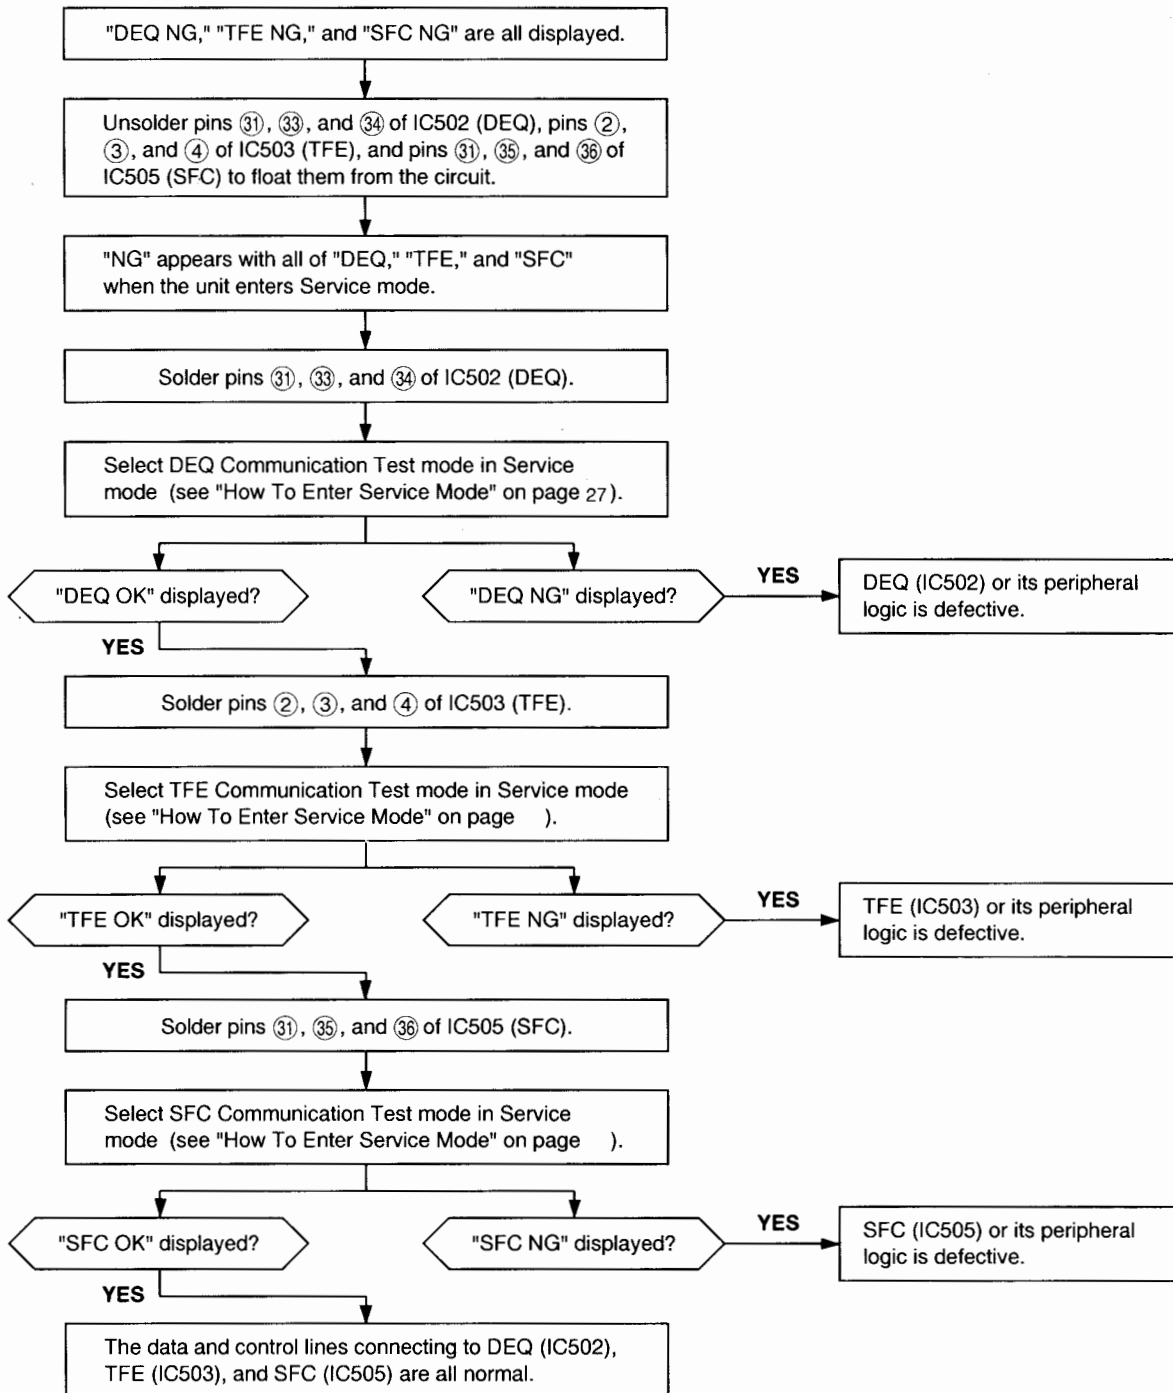 "DEQ NG," "TFE NG," and "SFC NG" are all displayed.
Unsolder pins ㉛, ㉝, and ㉞ of IC502 (DEQ), pins ②,
③, and ④ of IC503 (TFE), and pins ㉛, ㉟, and ㊱ of
IC505 (SFC) to float them from the circuit.
"NG" appears with all of "DEQ," "TFE," and "SFC"
when the unit enters Service mode.
Solder pins ㉛, ㉝, and ㉞ of IC502 (DEQ).
Select DEQ Communication Test mode in Service
mode (see "How To Enter Service Mode" on page 27).
"DEQ OK" displayed?
"DEQ NG" displayed?
YES
DEQ (IC502) or its peripheral
logic is defective.
YES
Solder pins ②, ③, and ④ of IC503 (TFE).
Select TFE Communication Test mode in Service mode
(see "How To Enter Service Mode" on page ).
"TFE OK" displayed?
"TFE NG" displayed?
YES
TFE (IC503) or its peripheral
logic is defective.
YES
Solder pins ㉛, ㉟, and ㊱ of IC505 (SFC).
Select SFC Communication Test mode in Service
mode (see "How To Enter Service Mode" on page ).
"SFC OK" displayed?
"SFC NG" displayed?
YES
SFC (IC505) or its peripheral
logic is defective.
YES
The data and control lines connecting to DEQ (IC502),
TFE (IC503), and SFC (IC505) are all normal.